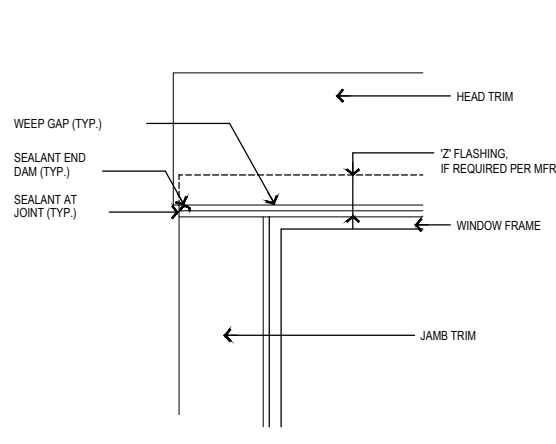 HEAD TRIM
WEEP GAP (TYP.)
SEALANT END
DAM (TYP.)
'Z' FLASHING,
IF REQUIRED PER MFR
SEALANT AT
JOINT (TYP.)
WINDOW FRAME
JAMB TRIM